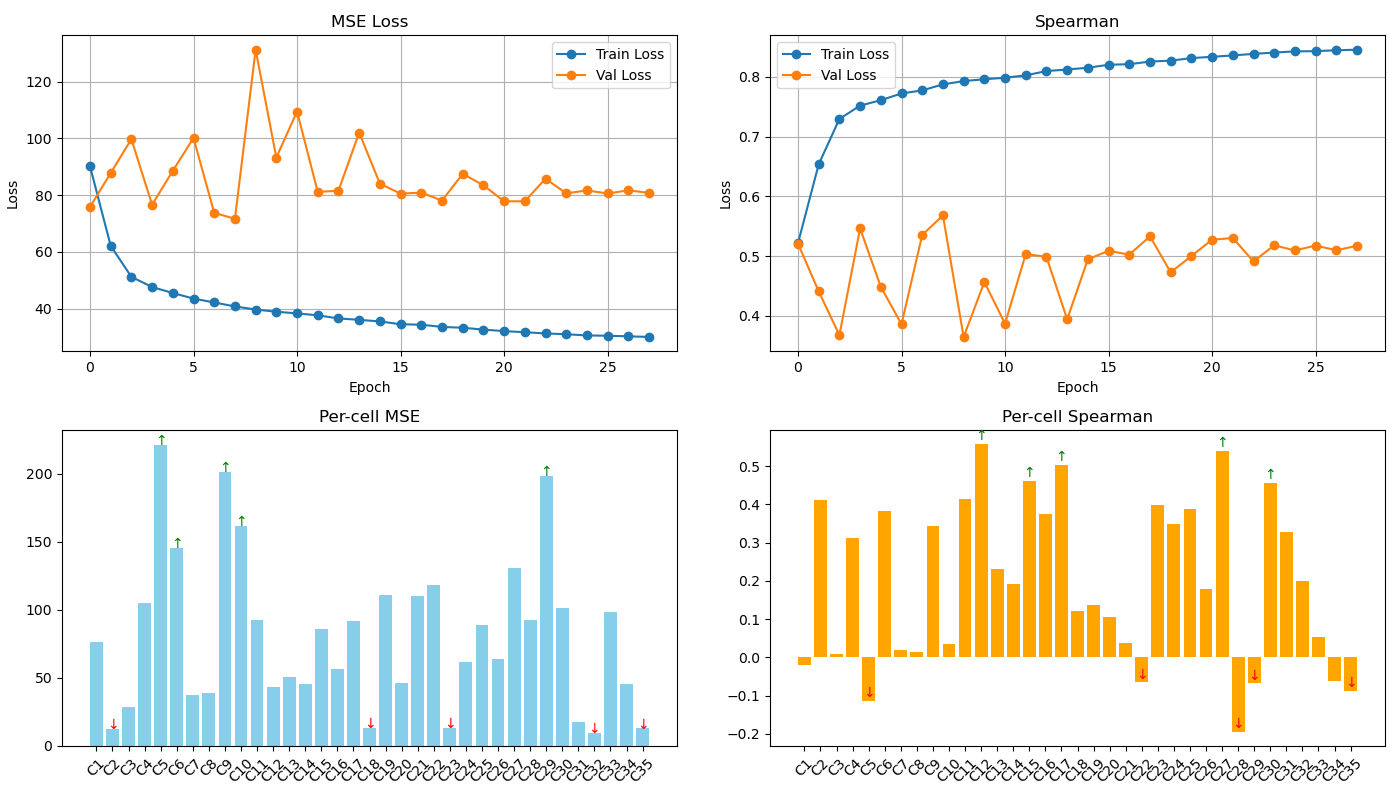 MSE Loss
Train Loss
Val Loss
120
100
80
60
40
Loss
0 5 10 15 20 25
Epoch
Spearman
Train Loss
Val Loss
0.8
0.7
0.6
0.5
0.4
Loss
0 5 10 15 20 25
Epoch
Per-cell MSE
↑ ↑ ↑ ↑ ↑
↓ ↓ ↓ ↓ ↓
200
150
100
50
0
C1 C2 C3 C4 C5 C6 C7 C8 C9 C10 C11 C12 C13 C14 C15 C16 C17 C18 C19 C20 C21 C22 C23 C24 C25 C26 C27 C28 C29 C30 C31 C32 C33 C34 C35
Per-cell Spearman
↑ ↑ ↑ ↑ ↑
↓ ↓ ↓ ↓ ↓
0.5
0.4
0.3
0.2
0.1
0.0
−0.1
−0.2
C1 C2 C3 C4 C5 C6 C7 C8 C9 C10 C11 C12 C13 C14 C15 C16 C17 C18 C19 C20 C21 C22 C23 C24 C25 C26 C27 C28 C29 C30 C31 C32 C33 C34 C35